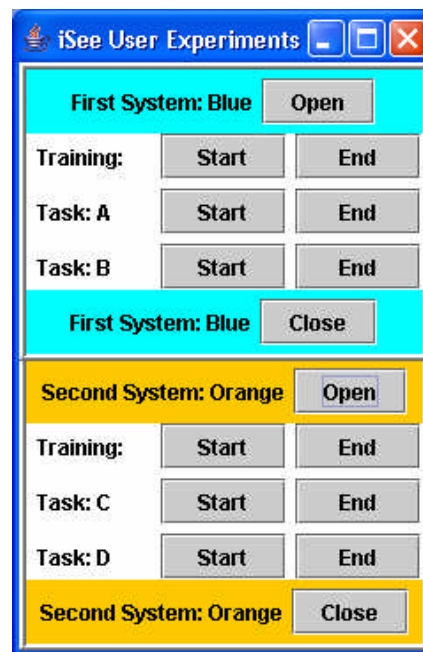 iSee User Experiments
First System: Blue Open
Training: Start End
Task: A Start End
Task: B Start End
First System: Blue Close
Second System: Orange Open
Training: Start End
Task: C Start End
Task: D Start End
Second System: Orange Close